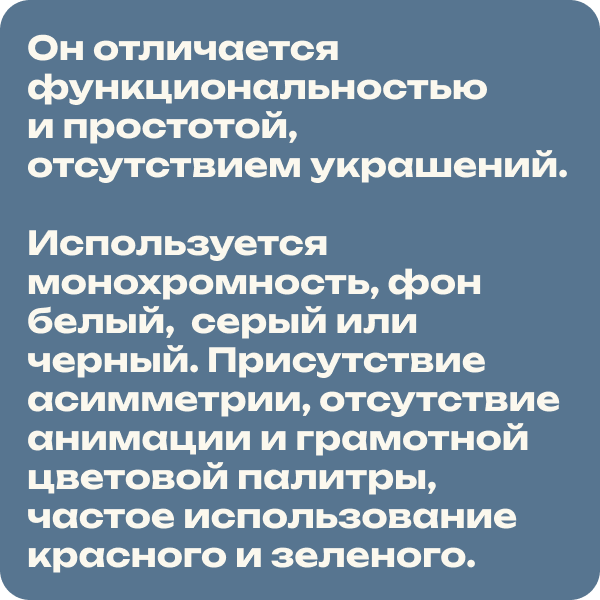 Он отличается
функциональностью
и простотой,
отсутствием украшений.
Используется
монохромность, фон
белый,  серый или
черный. Присутствие
асимметрии, отсутствие
анимации и грамотной
цветовой палитры,
частое использование
красного и зеленого.